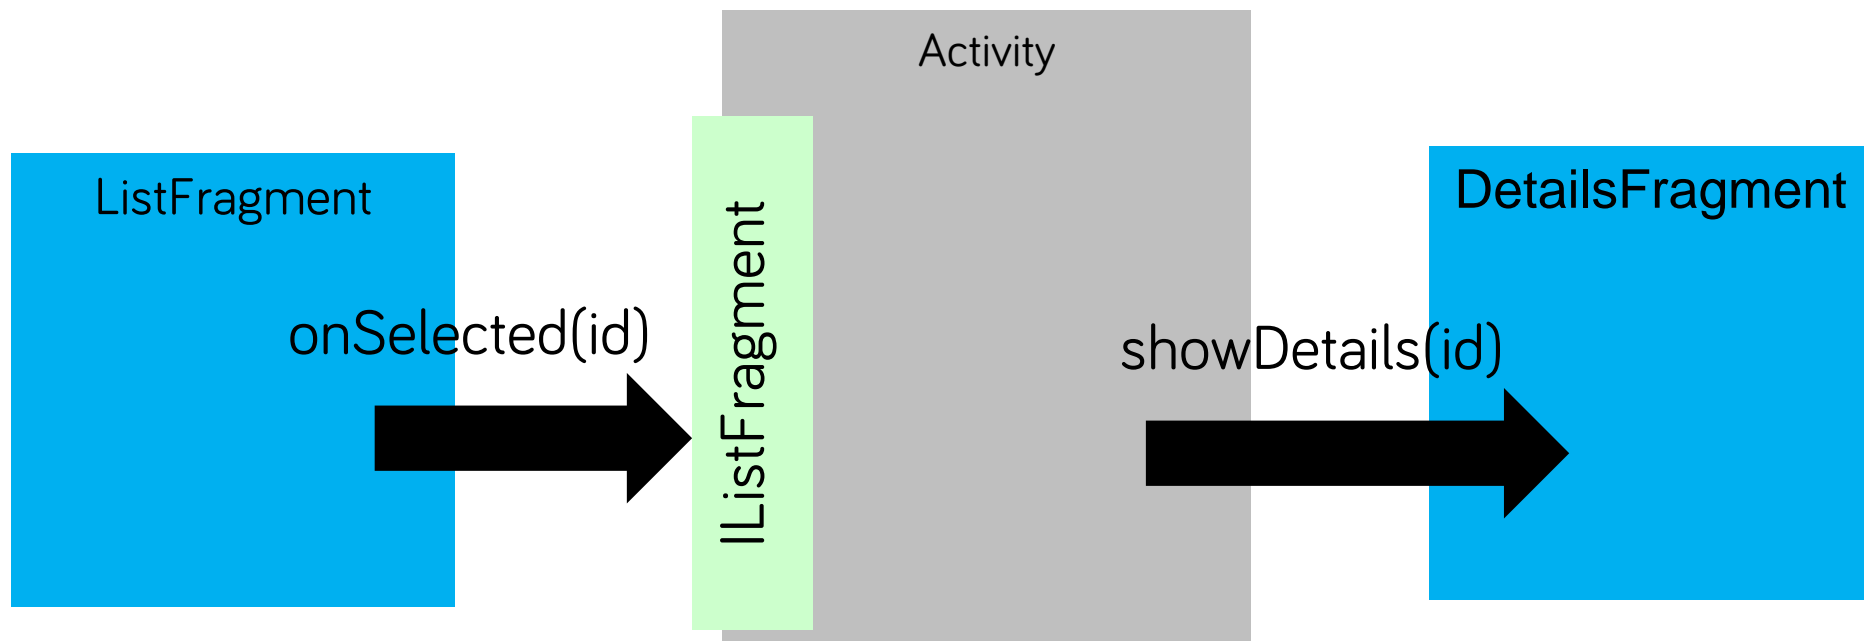 Activity
ListFragment
DetailsFragment
IListFragment
onSelected(id)
showDetails(id)